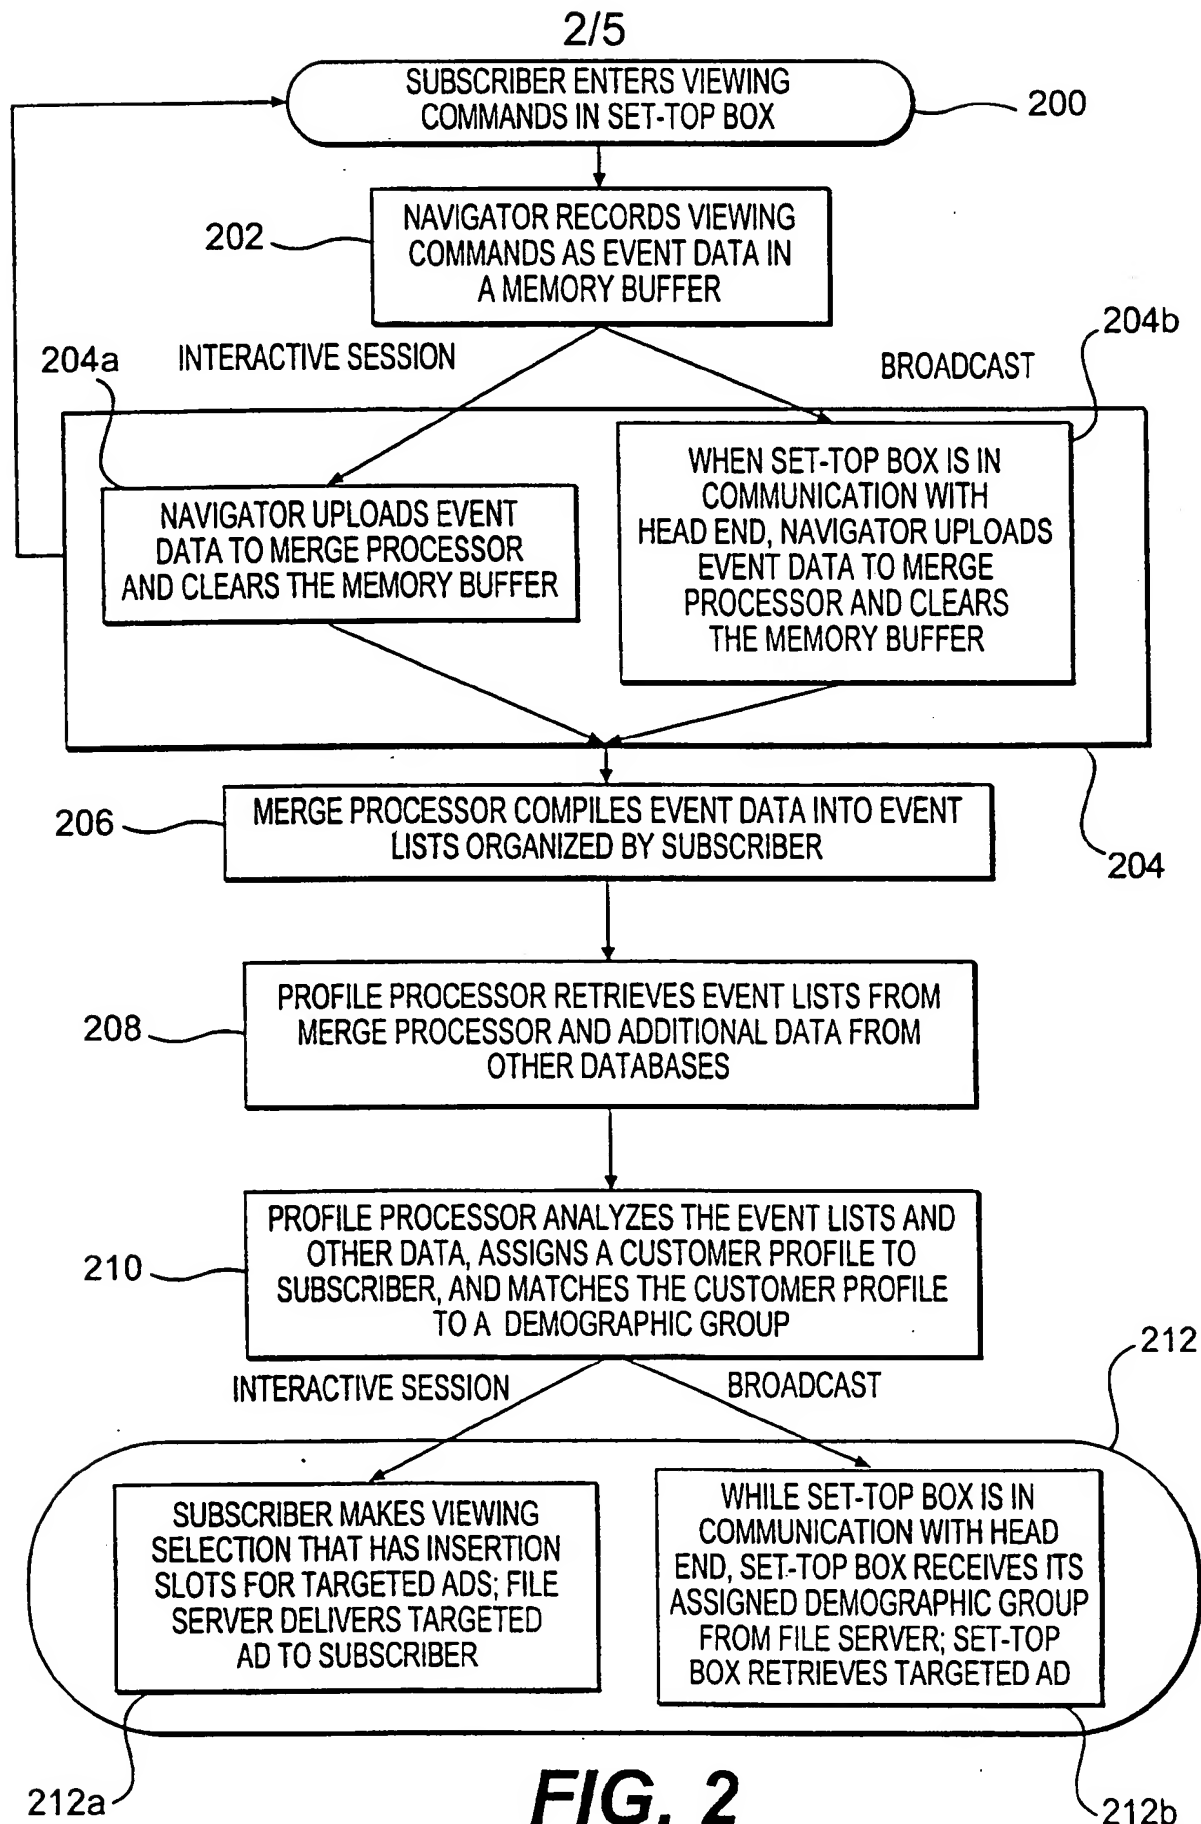 2/5
SUBSCRIBER ENTERS VIEWING
COMMANDS IN SET-TOP BOX
200
NAVIGATOR RECORDS VIEWING
COMMANDS AS EVENT DATA IN
A MEMORY BUFFER
202
INTERACTIVE SESSION
BROADCAST
204a
204b
NAVIGATOR UPLOADS EVENT
DATA TO MERGE PROCESSOR
AND CLEARS THE MEMORY BUFFER
WHEN SET-TOP BOX IS IN
COMMUNICATION WITH
HEAD END, NAVIGATOR UPLOADS
EVENT DATA TO MERGE
PROCESSOR AND CLEARS
THE MEMORY BUFFER
204
206
MERGE PROCESSOR COMPILES EVENT DATA INTO EVENT
LISTS ORGANIZED BY SUBSCRIBER
208
PROFILE PROCESSOR RETRIEVES EVENT LISTS FROM
MERGE PROCESSOR AND ADDITIONAL DATA FROM
OTHER DATABASES
210
PROFILE PROCESSOR ANALYZES THE EVENT LISTS AND
OTHER DATA, ASSIGNS A CUSTOMER PROFILE TO
SUBSCRIBER, AND MATCHES THE CUSTOMER PROFILE
TO A DEMOGRAPHIC GROUP
INTERACTIVE SESSION
BROADCAST
212
SUBSCRIBER MAKES VIEWING
SELECTION THAT HAS INSERTION
SLOTS FOR TARGETED ADS; FILE
SERVER DELIVERS TARGETED
AD TO SUBSCRIBER
WHILE SET-TOP BOX IS IN
COMMUNICATION WITH HEAD
END, SET-TOP BOX RECEIVES ITS
ASSIGNED DEMOGRAPHIC GROUP
FROM FILE SERVER; SET-TOP
BOX RETRIEVES TARGETED AD
212a
212b
FIG. 2